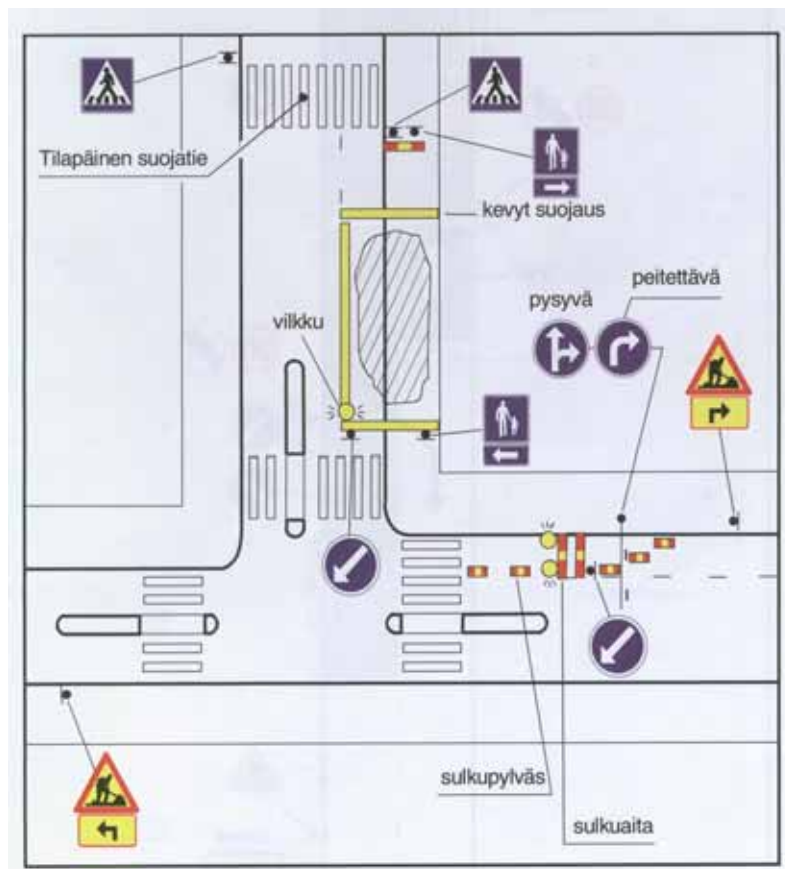 Tilapäinen suojatie
kevyt suojaus
peitettävä
pysyvä
vilkku
sulkupylväs
sulkuaita